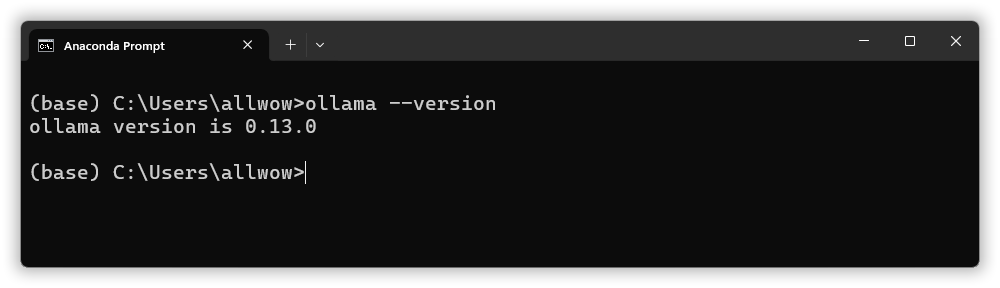 Anaconda Prompt
(base) C:\Users\allwow>ollama --version
ollama version is 0.13.0
(base) C:\Users\allwow>